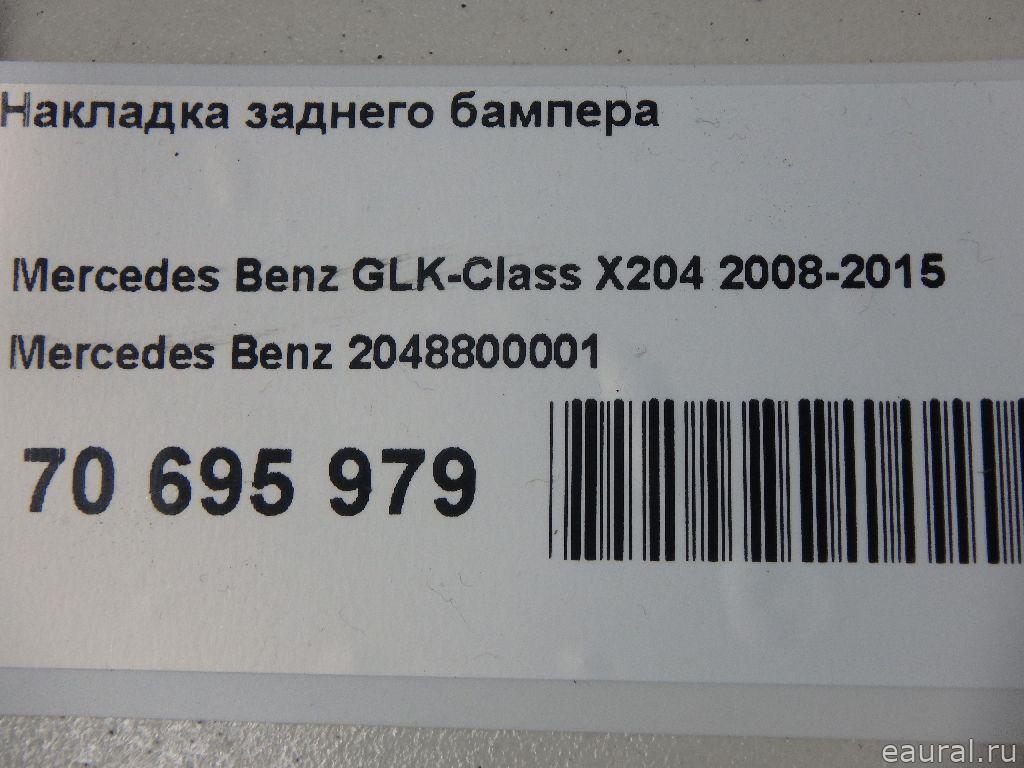 Накладка заднего бампера
Mercedes Benz GLK-Class X204 2008-2015
Mercedes Benz 2048800001
70 695 979
eaural.ru